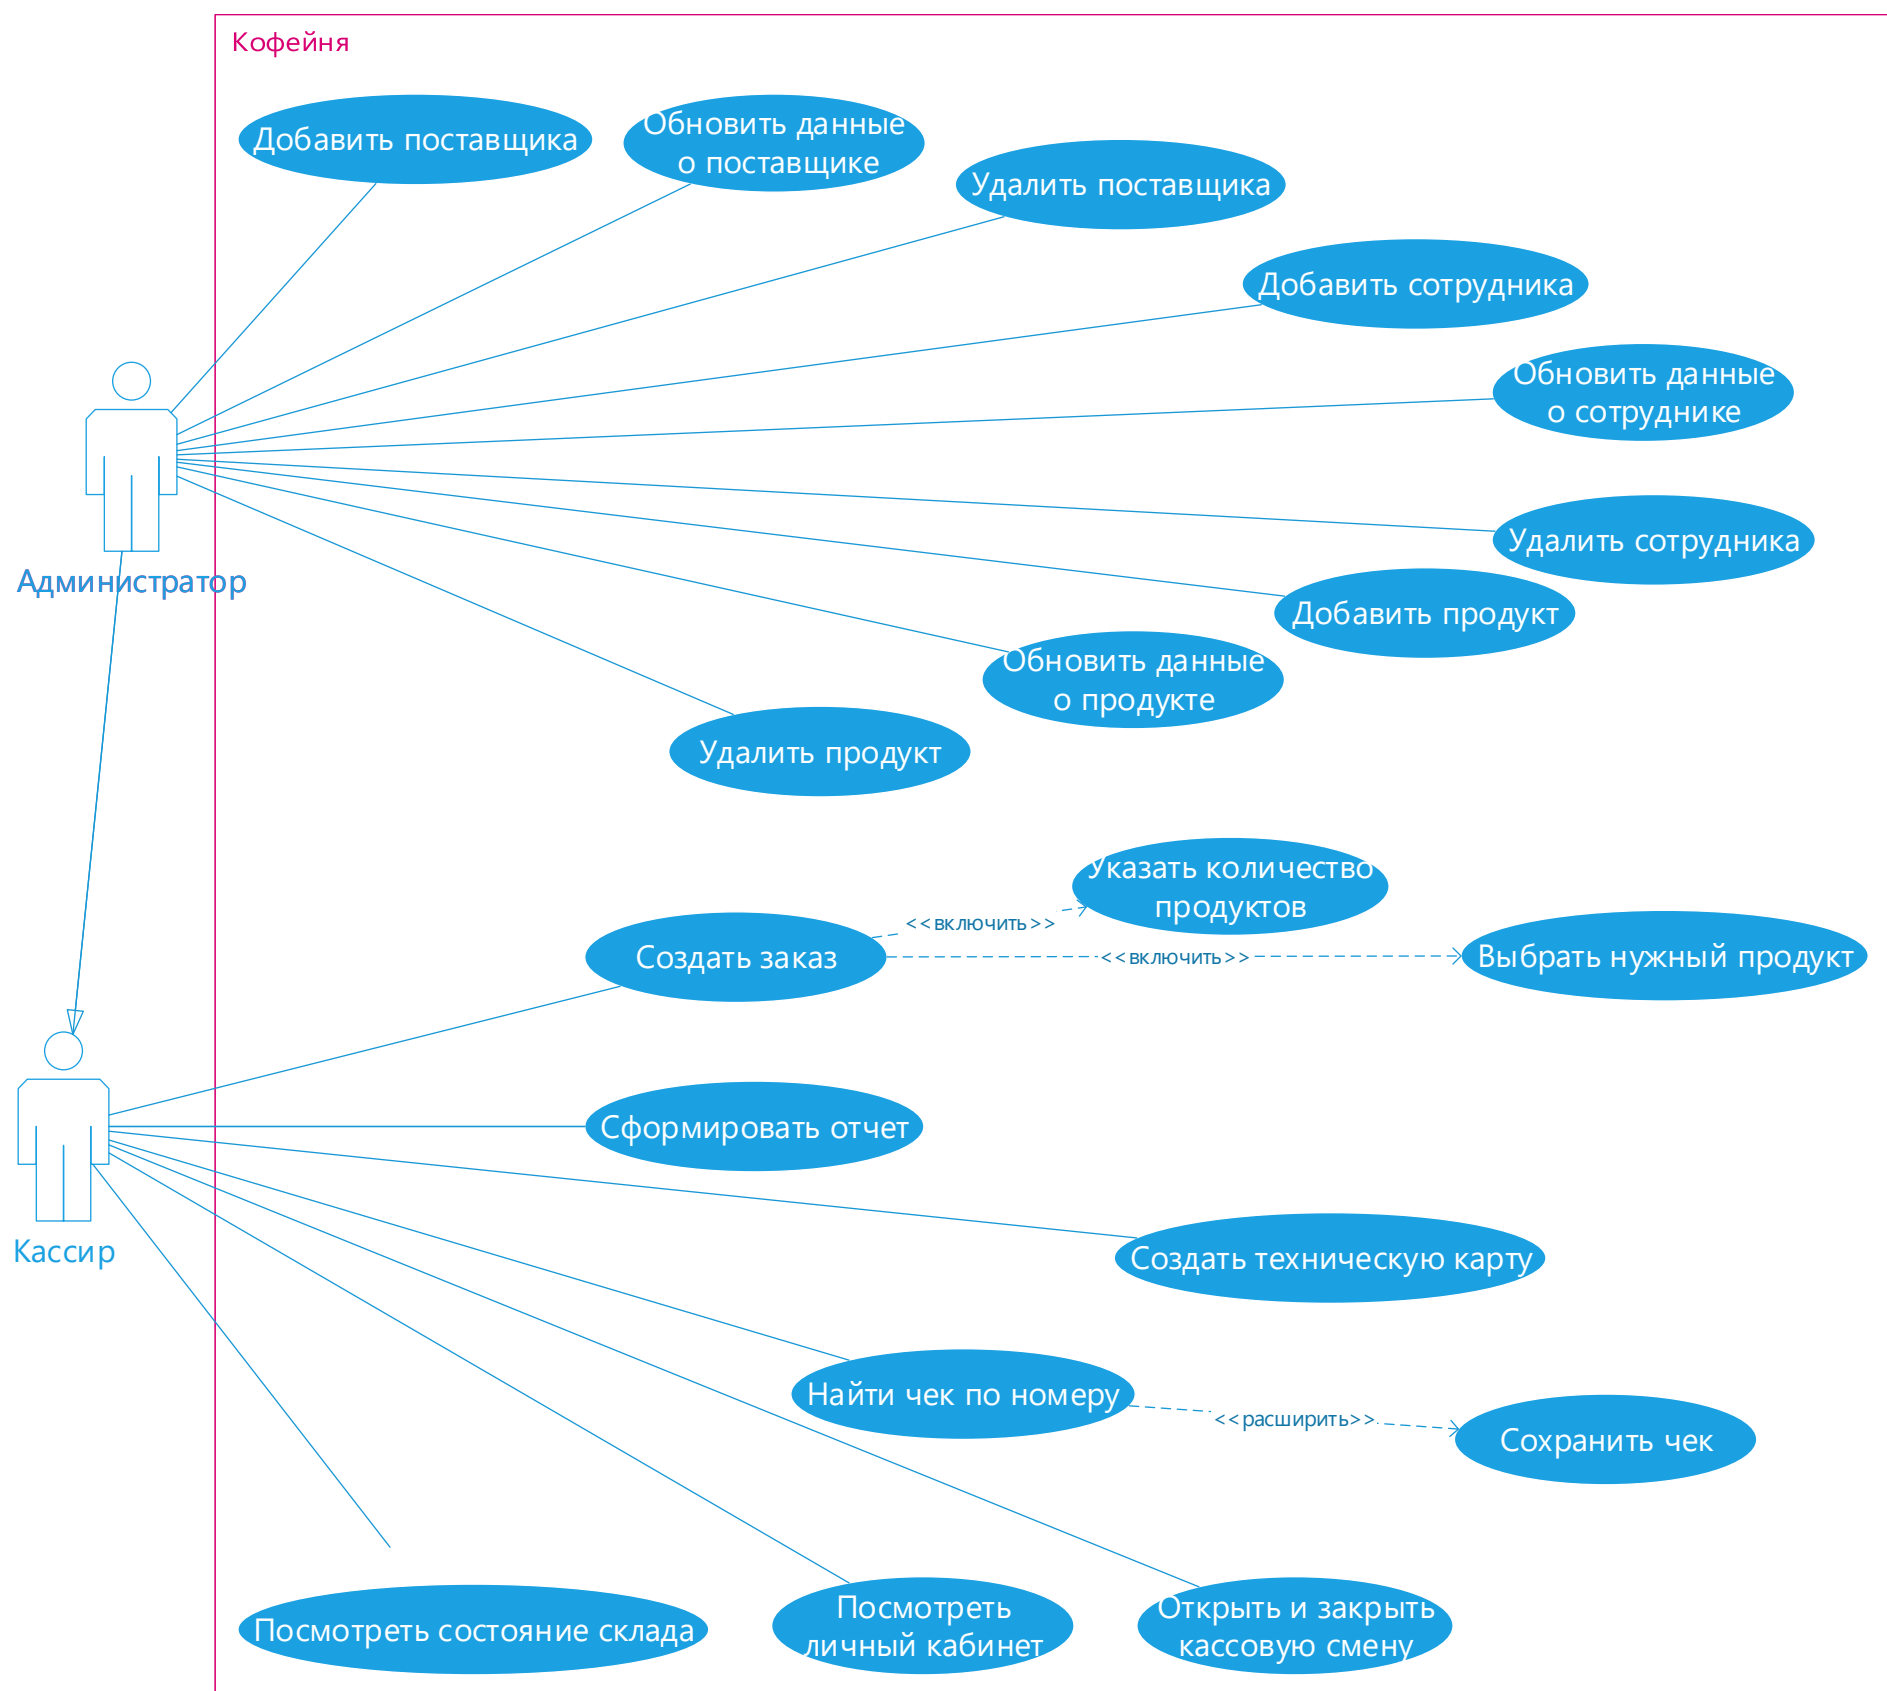 Кофейня
Добавить поставщика
Обновить данные
о поставщике
Удалить поставщика
Добавить сотрудника
Обновить данные
о сотруднике
Удалить сотрудника
Администратор
Добавить продукт
Обновить данные
о продукте
Удалить продукт
Указать количество
продуктов
<<включить>>
Создать заказ
<<включить>>
Выбрать нужный продукт
Сформировать отчет
Кассир
Создать техническую карту
Найти чек по номеру
<<расширить>>
Сохранить чек
Посмотреть состояние склада
Посмотреть
личный кабинет
Открыть и закрыть
кассовую смену